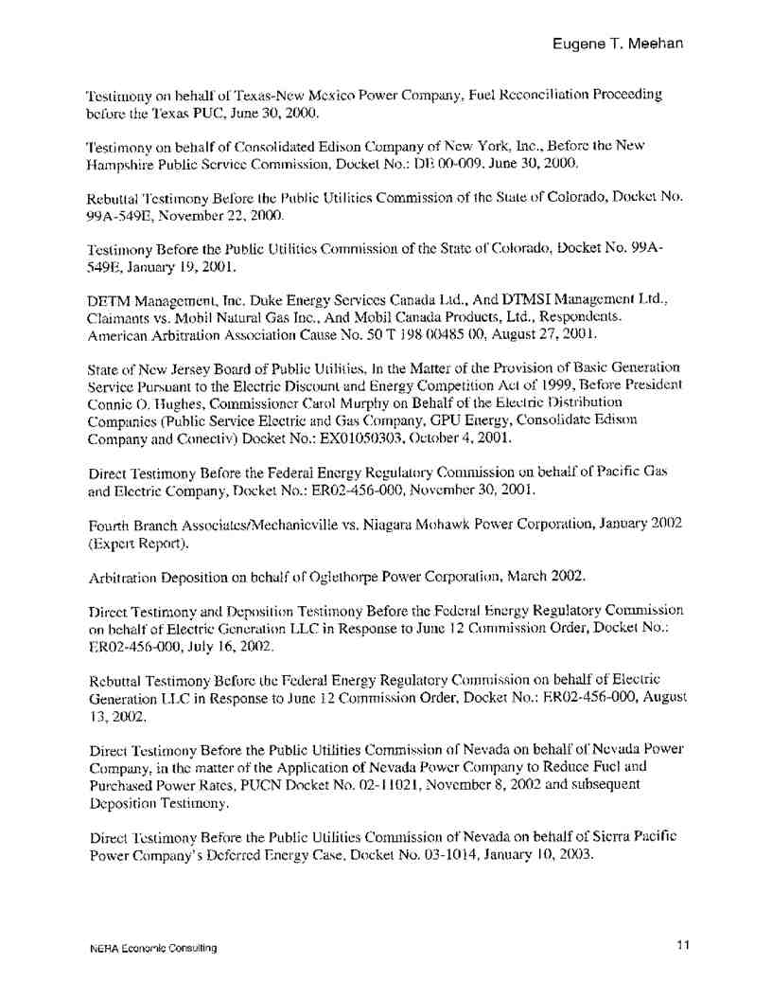 Eugene T. Meehan
Testimony on behalf of Texas-New Mexico Power Company, Fuel Reconciliation Proceeding
before the Texas PUC, June 30, 2000.
Testimony on behalf of Consolidated Edison Company of New York, Inc., Before the New
Hampshire Public Service Commission, Docket No.: DE 00-009, June 30, 2000.
Rebuttal Testimony Before the Public Utilities Commission of the State of Colorado, Docket No.
99A-549E, November 22, 2000.
Testimony Before the Public Utilities Commission of the State of Colorado, Docket No. 99A-
549E, January 19, 2001.
DETM Management, Inc. Duke Energy Services Canada Ltd., And DTMSI Management Ltd.,
Claimants vs. Mobil Natural Gas Inc., And Mobil Canada Products, Ltd., Respondents.
American Arbitration Association Cause No. 50 T 198 00485 00, August 27, 2001.
State of New Jersey Board of Public Utilities, In the Matter of the Provision of Basic Generation
Service Pursuant to the Electric Discount and Energy Competition Act of 1999, Before President
Connie O. Hughes, Commissioner Carol Murphy on Behalf of the Electric Distribution
Companies (Public Service Electric and Gas Company, GPU Energy, Consolidate Edison
Company and Conectiv) Docket No.: EX01050303, October 4, 2001.
Direct Testimony Before the Federal Energy Regulatory Commission on behalf of Pacific Gas
and Electric Company, Docket No.: ER02-456-000, November 30, 2001.
Fourth Branch Associates/Mechanicville vs. Niagara Mohawk Power Corporation, January 2002
(Expert Report).
Arbitration Deposition on behalf of Oglethorpe Power Corporation, March 2002.
Direct Testimony and Deposition Testimony Before the Federal Energy Regulatory Commission
on behalf of Electric Generation LLC in Response to June 12 Commission Order, Docket No.:
ER02-456-000, July 16, 2002.
Rebuttal Testimony Before the Federal Energy Regulatory Commission on behalf of Electric
Generation LLC in Response to June 12 Commission Order, Docket No.: ER02-456-000, August
13, 2002.
Direct Testimony Before the Public Utilities Commission of Nevada on behalf of Nevada Power
Company, in the matter of the Application of Nevada Power Company to Reduce Fuel and
Purchased Power Rates, PUCN Docket No. 02-11021, November 8, 2002 and subsequent
Deposition Testimony.
Direct Testimony Before the Public Utilities Commission of Nevada on behalf of Sierra Pacific
Power Company's Deferred Energy Case, Docket No. 03-1014, January 10, 2003.
NERA Economic Consulting
11